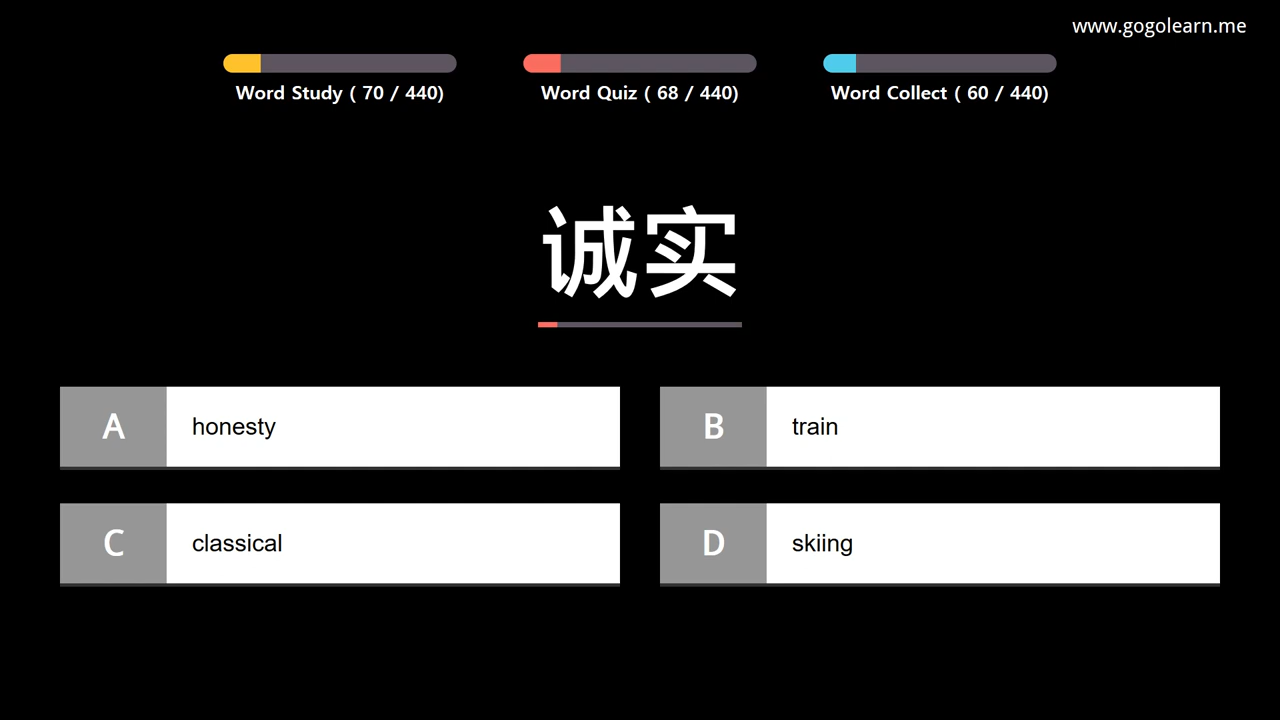 www.gogolearn.me
Word Study ( 70 / 440)
Word Quiz ( 68 / 440)
Word Collect ( 60 / 440)
诚实
A honesty
B train
C classical
D skiing